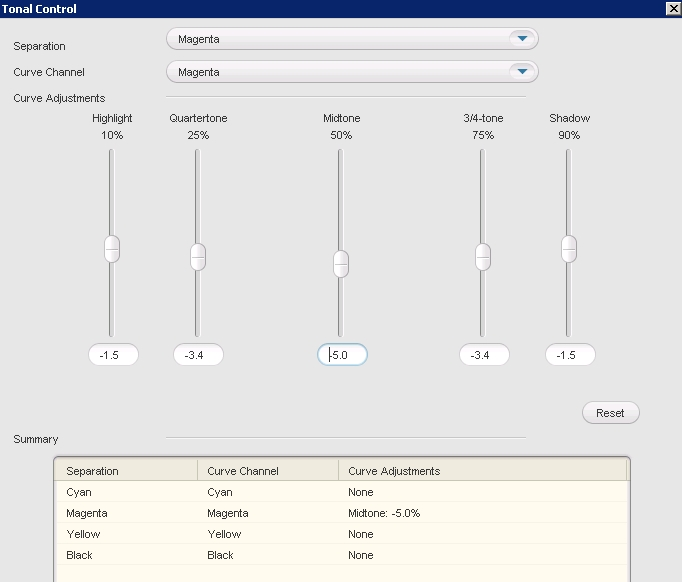 Tonal Control
Separation Magenta
Curve Channel Magenta
Curve Adjustments
Highlight Quartertone Midtone 3/4-tone Shadow
10% 25% 50% 75% 90%
-1.5 -3.4 -5.0 -3.4 -1.5
Reset
Summary
Separation Curve Channel Curve Adjustments
Cyan Cyan None
Magenta Magenta Midtone: -5.0%
Yellow Yellow None
Black Black None